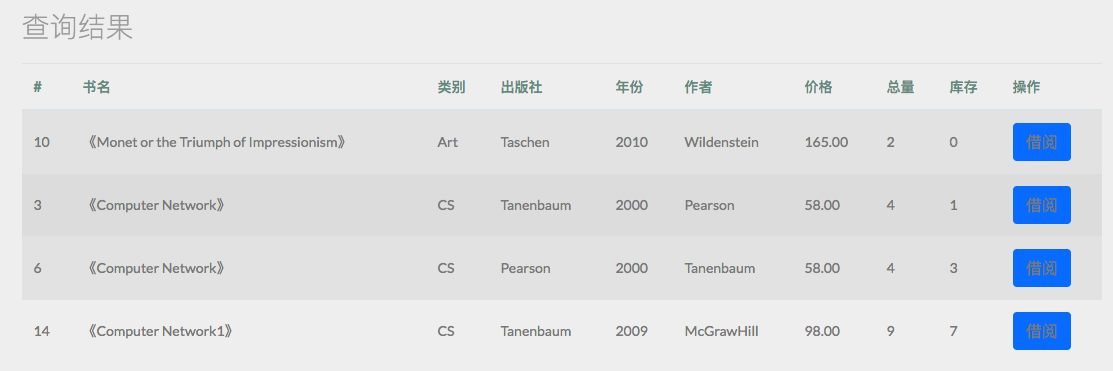 查询结果
# 书名 类别 出版社 年份 作者 价格 总量 库存 操作
10 《Monet or the Triumph of Impressionism》 Art Taschen 2010 Wildenstein 165.00 2 0 借阅
3 《Computer Network》 CS Tanenbaum 2000 Pearson 58.00 4 1 借阅
6 《Computer Network》 CS Pearson 2000 Tanenbaum 58.00 4 3 借阅
14 《Computer Network1》 CS Tanenbaum 2009 McGrawHill 98.00 9 7 借阅